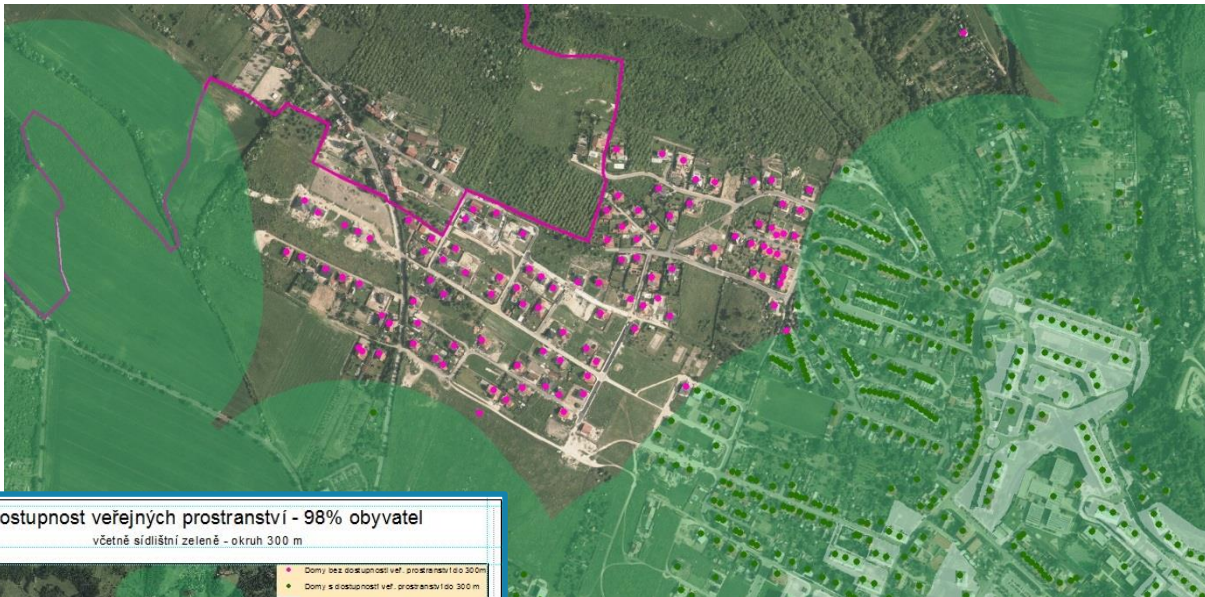 ostupnost veřejných prostranství - 98% obyvatel
včetně sídlištní zeleně - okruh 300 m
Domy bez dostupností veř. prostranství do 300m
Domy s dostupností veř. prostranství do 300 m